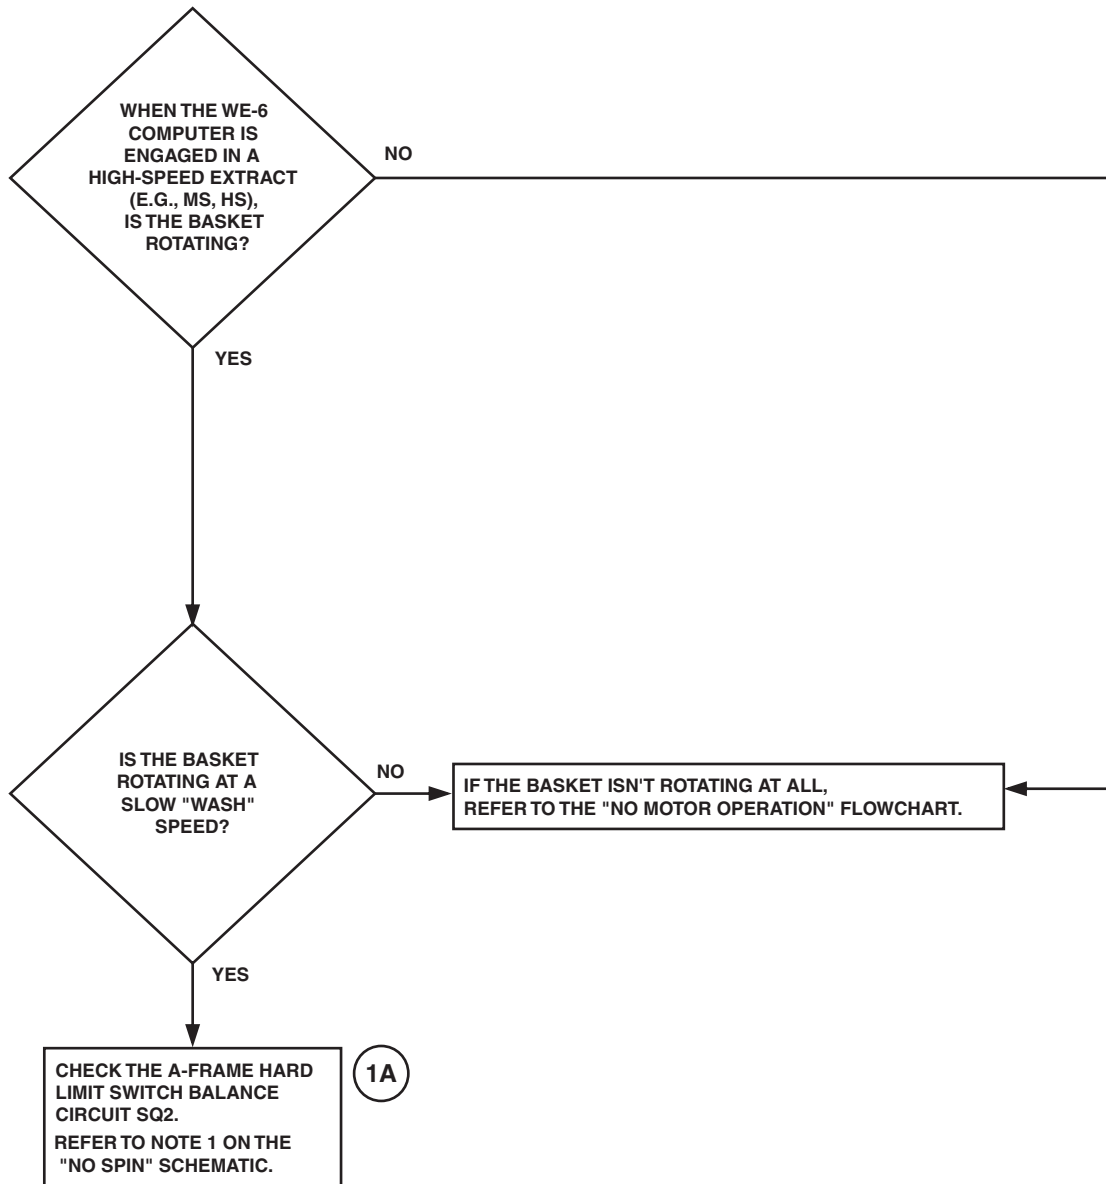 WHEN THE WE-6
COMPUTER IS
ENGAGED IN A
HIGH-SPEED EXTRACT
(E.G., MS, HS),
IS THE BASKET
ROTATING?
NO
YES
IS THE BASKET
ROTATING AT A
SLOW "WASH"
SPEED?
NO
IF THE BASKET ISN'T ROTATING AT ALL,
REFER TO THE "NO MOTOR OPERATION" FLOWCHART.
YES
CHECK THE A-FRAME HARD
LIMIT SWITCH BALANCE
CIRCUIT SQ2.
REFER TO NOTE 1 ON THE
"NO SPIN" SCHEMATIC.
1A